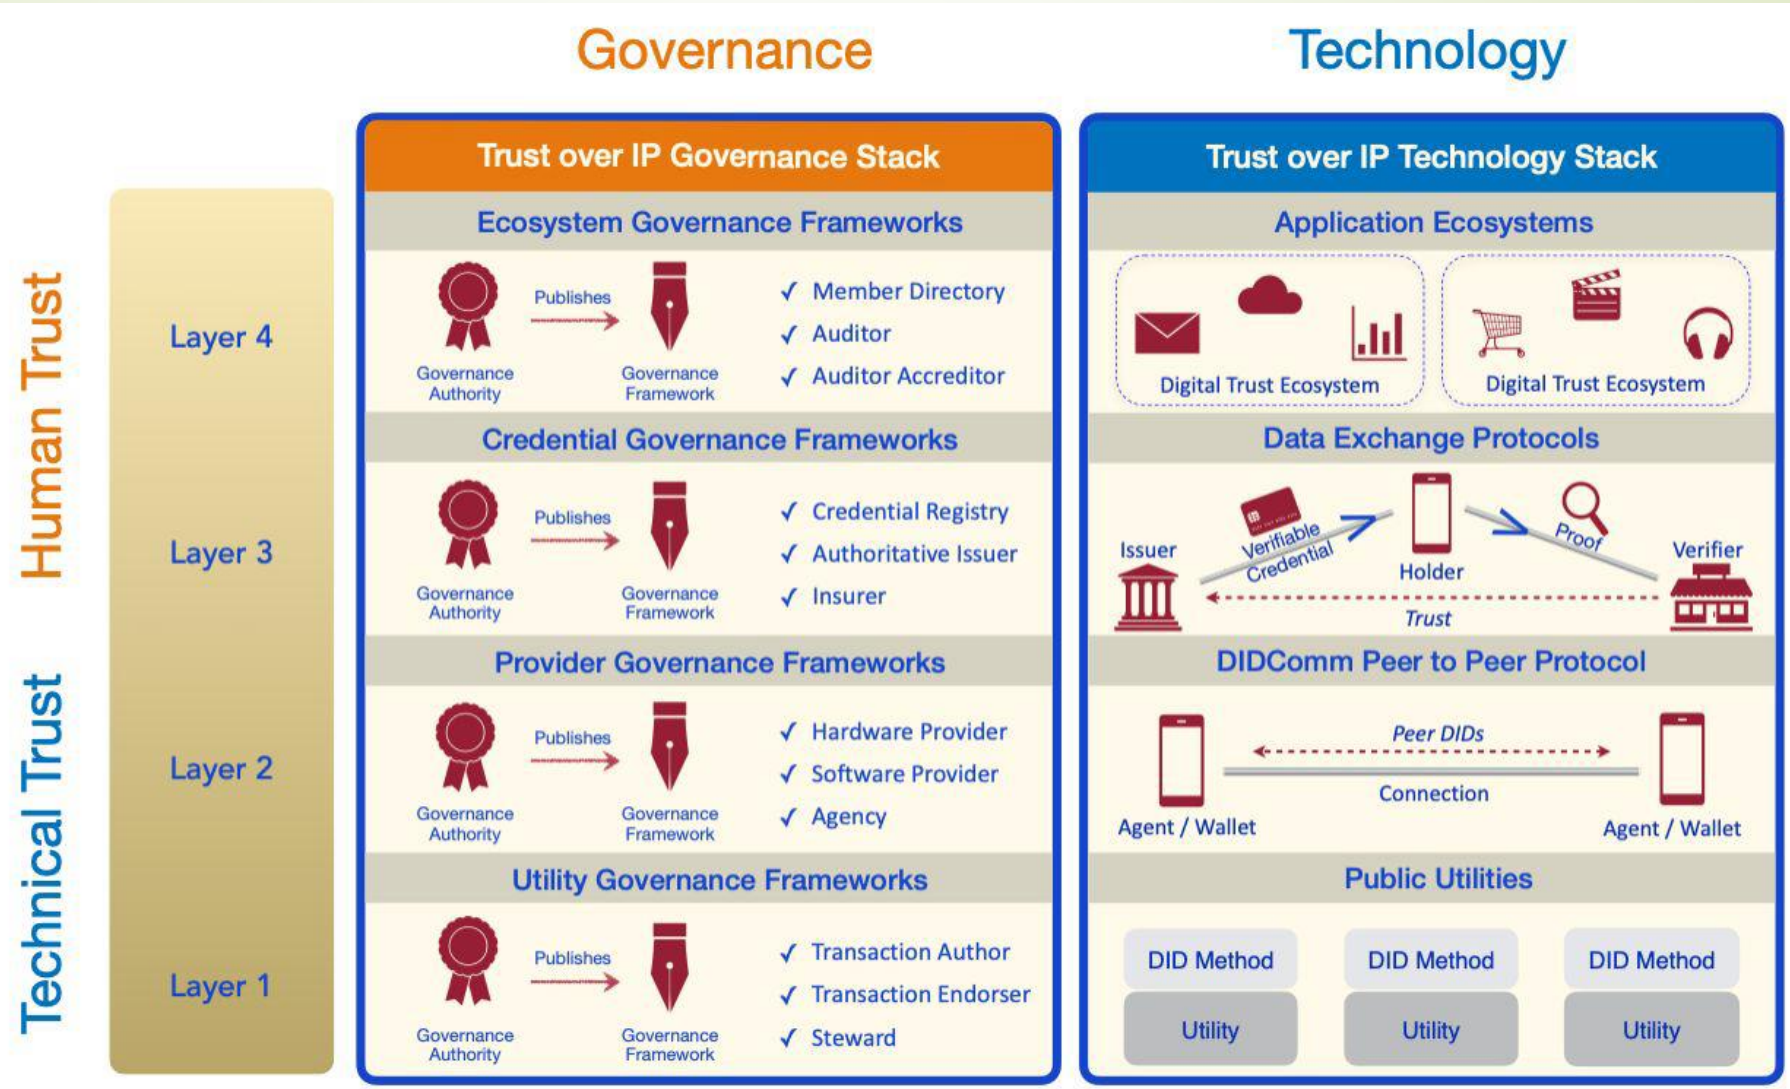 Governance
Technology
Human Trust
Technical Trust
Layer 4
Layer 3
Layer 2
Layer 1
Trust over IP Governance Stack
Ecosystem Governance Frameworks
Governance
Authority
Publishes
Governance
Framework
✓ Member Directory
✓ Auditor
✓ Auditor Accreditor
Credential Governance Frameworks
Governance
Authority
Publishes
Governance
Framework
✓ Credential Registry
✓ Authoritative Issuer
✓ Insurer
Provider Governance Frameworks
Governance
Authority
Publishes
Governance
Framework
✓ Hardware Provider
✓ Software Provider
✓ Agency
Utility Governance Frameworks
Governance
Authority
Publishes
Governance
Framework
✓ Transaction Author
✓ Transaction Endorser
✓ Steward
Trust over IP Technology Stack
Application Ecosystems
Digital Trust Ecosystem
Digital Trust Ecosystem
Data Exchange Protocols
Issuer
Verifiable
Credential
Holder
Proof
Verifier
Trust
DIDComm Peer to Peer Protocol
Peer DIDs
Connection
Agent / Wallet
Agent / Wallet
Public Utilities
DID Method
DID Method
DID Method
Utility
Utility
Utility